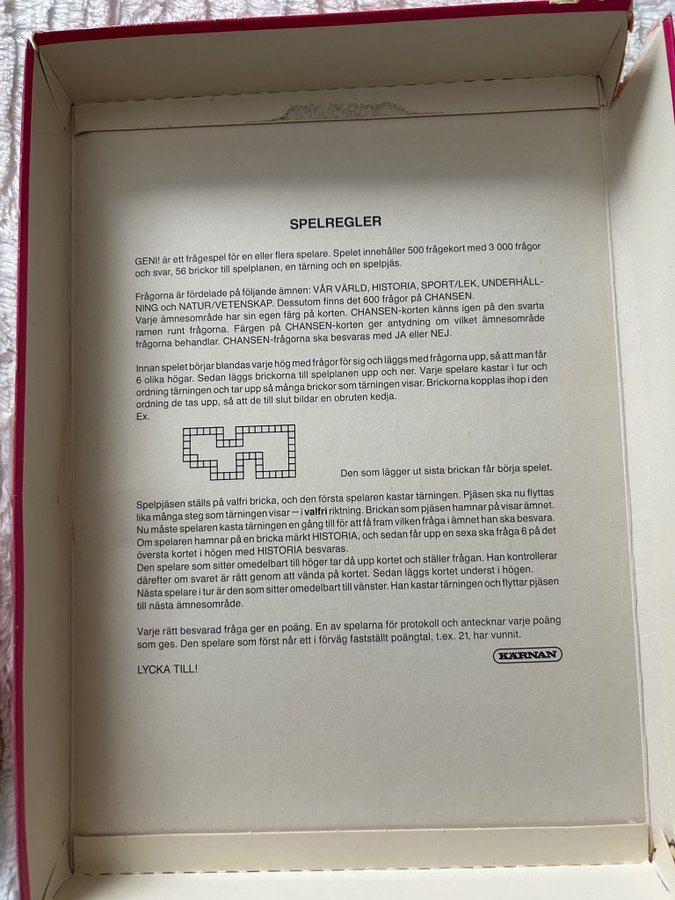 SPELREGLER
GENI! är ett frågespel för en eller flera spelare. Spelet innehåller 500 frågekort med 3 000 frågor
och svar, 56 brickor till spelplanen, en tärning och en spelpjäs.
Frågorna är fördelade på följande ämnen: VÅR VÄRLD, HISTORIA, SPORT/LEK, UNDERHÅLL-
NING och NATUR/VETENSKAP. Dessutom finns det 600 frågor på CHANSEN.
Varje ämnesområde har sin egen färg på korten. CHANSEN-korten känns igen på den svarta
ramen runt frågorna. Färgen på CHANSEN-korten ger antydning om vilket ämnesområde
frågorna behandlar. CHANSEN-frågorna ska besvaras med JA eller NEJ.
Innan spelet börjar blandas varje hög med frågor för sig och läggs med frågorna upp, så att man får
6 olika högar. Sedan läggs brickorna till spelplanen upp och ner. Varje spelare kastar i tur och
ordning tärningen och tar upp så många brickor som tärningen visar. Brickorna kopplas ihop i den
ordning de tas upp, så att de till slut bildar en obruten kedja.
Ex.
Den som lägger ut sista brickan får börja spelet.
Spelpjäsen ställs på valfri bricka, och den första spelaren kastar tärningen. Pjäsen ska nu flyttas
lika många steg som tärningen visar — i valfri riktning. Brickan som pjäsen hamnar på visar ämnet.
Nu måste spelaren kasta tärningen en gång till för att få fram vilken fråga i ämnet han ska besvara.
Om spelaren hamnar på en bricka märkt HISTORIA, och sedan får upp en sexa ska fråga 6 på det
översta kortet i högen med HISTORIA besvaras.
Den spelare som sitter omedelbart till höger tar då upp kortet och ställer frågan. Han kontrollerar
därefter om svaret är rätt genom att vända på kortet. Sedan läggs kortet underst i högen.
Nästa spelare i tur är den som sitter omedelbart till vänster. Han kastar tärningen och flyttar pjäsen
till nästa ämnesområde.
Varje rätt besvarad fråga ger en poäng. En av spelarna för protokoll och antecknar varje poäng
som ges. Den spelare som först når ett i förväg fastställt poängtal, t.ex. 21, har vunnit.
KÄRNAN
LYCKA TILL!